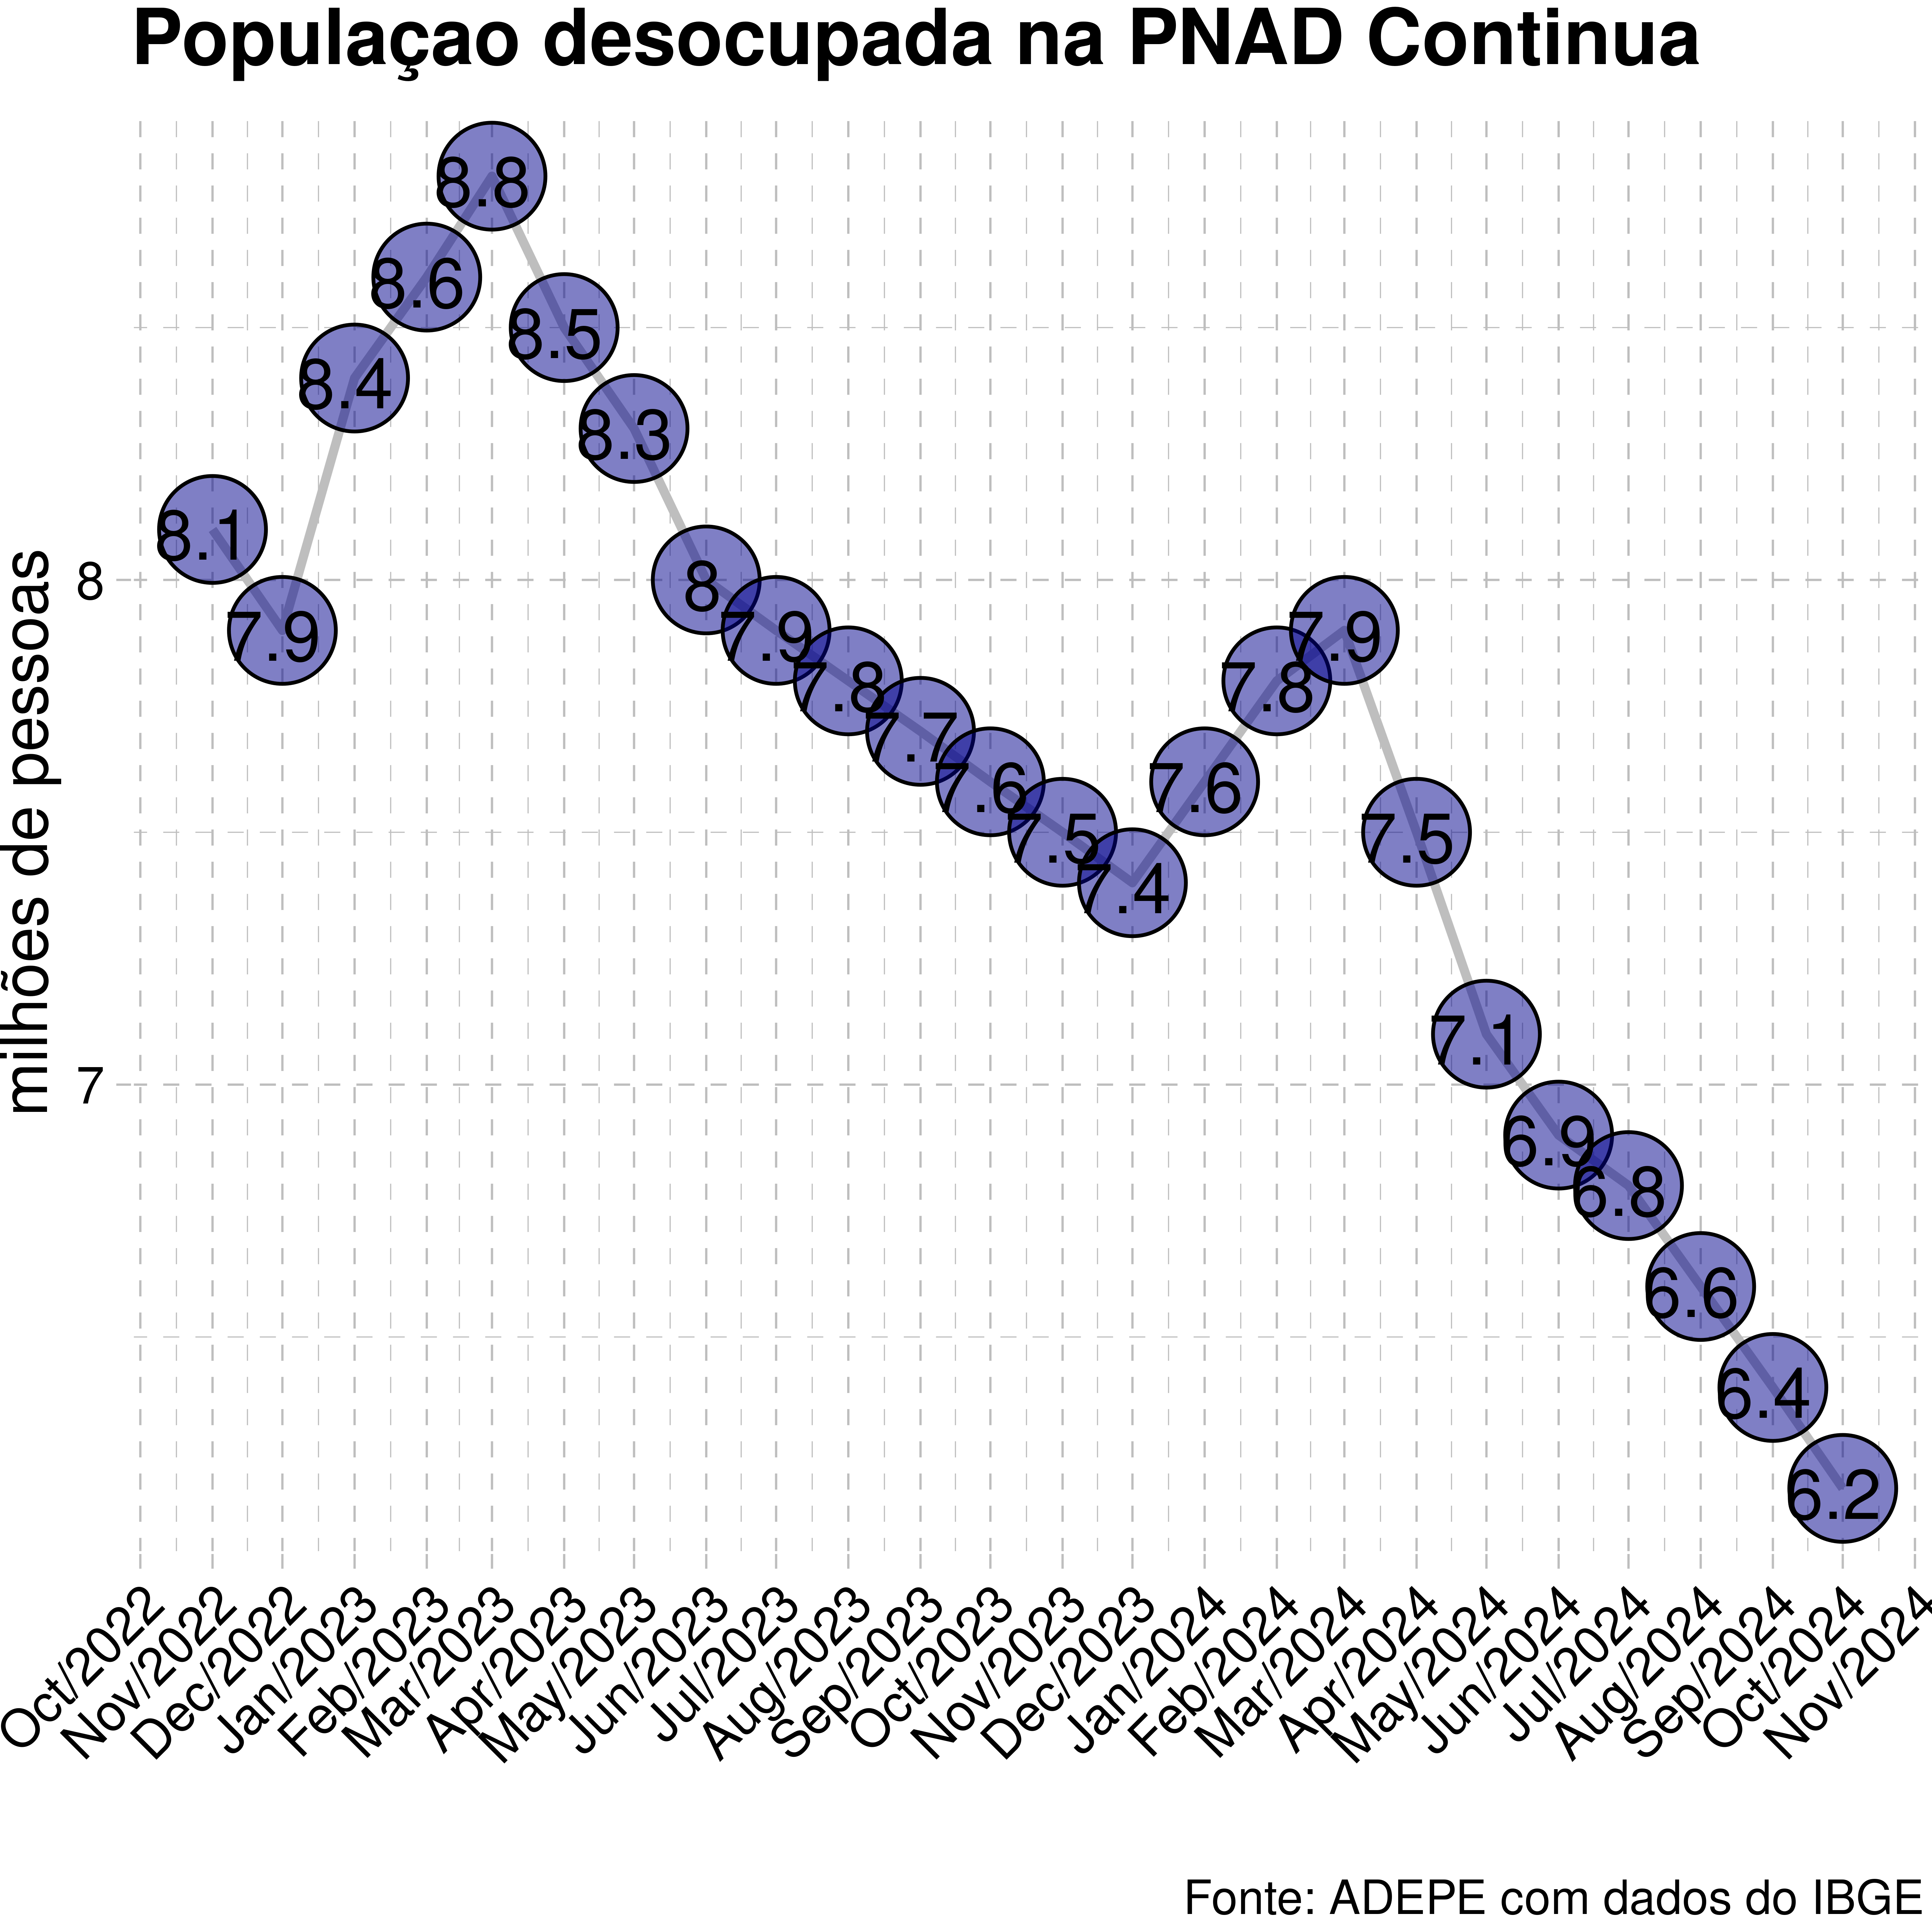 Populaçao desocupada na PNAD Continua
milhões de pessoas
8
7
8.1
7.9
8.4
8.6
8.8
8.5
8.3
8
7.9
7.8
7.7
7.6
7.5
7.4
7.6
7.8
7.9
7.5
7.1
6.9
6.8
6.6
6.4
6.2
Oct/2022
Nov/2022
Dec/2022
Jan/2023
Feb/2023
Mar/2023
Apr/2023
May/2023
Jun/2023
Jul/2023
Aug/2023
Sep/2023
Oct/2023
Nov/2023
Dec/2023
Jan/2024
Feb/2024
Mar/2024
Apr/2024
May/2024
Jun/2024
Jul/2024
Aug/2024
Sep/2024
Oct/2024
Nov/2024
Fonte: ADEPE com dados do IBGE